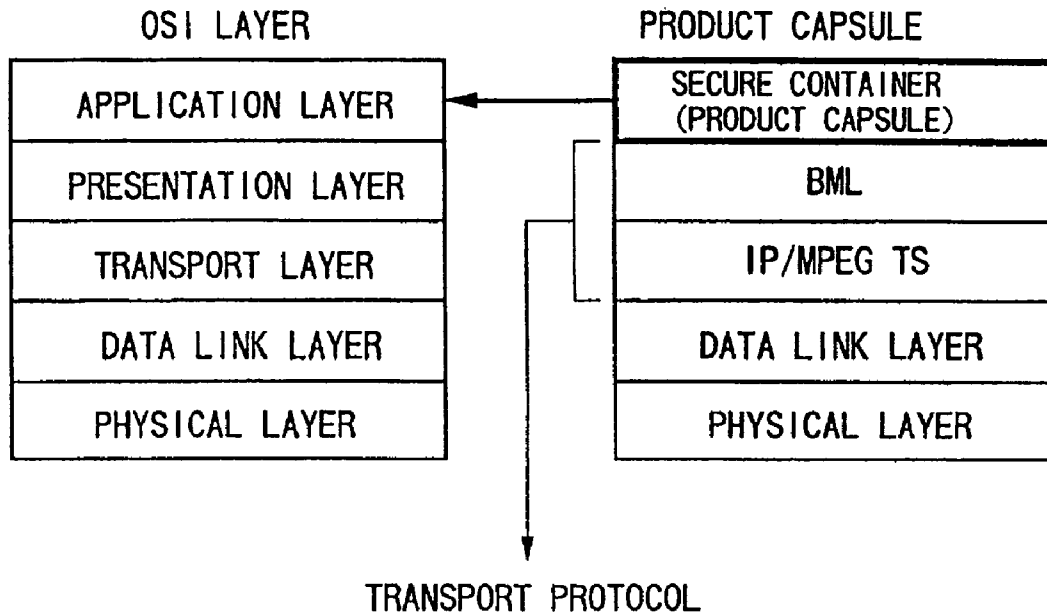 OSI LAYER
APPLICATION LAYER
PRESENTATION LAYER
TRANSPORT LAYER
DATA LINK LAYER
PHYSICAL LAYER
PRODUCT CAPSULE
SECURE CONTAINER
(PRODUCT CAPSULE)
BML
IP/MPEG TS
DATA LINK LAYER
PHYSICAL LAYER
TRANSPORT PROTOCOL